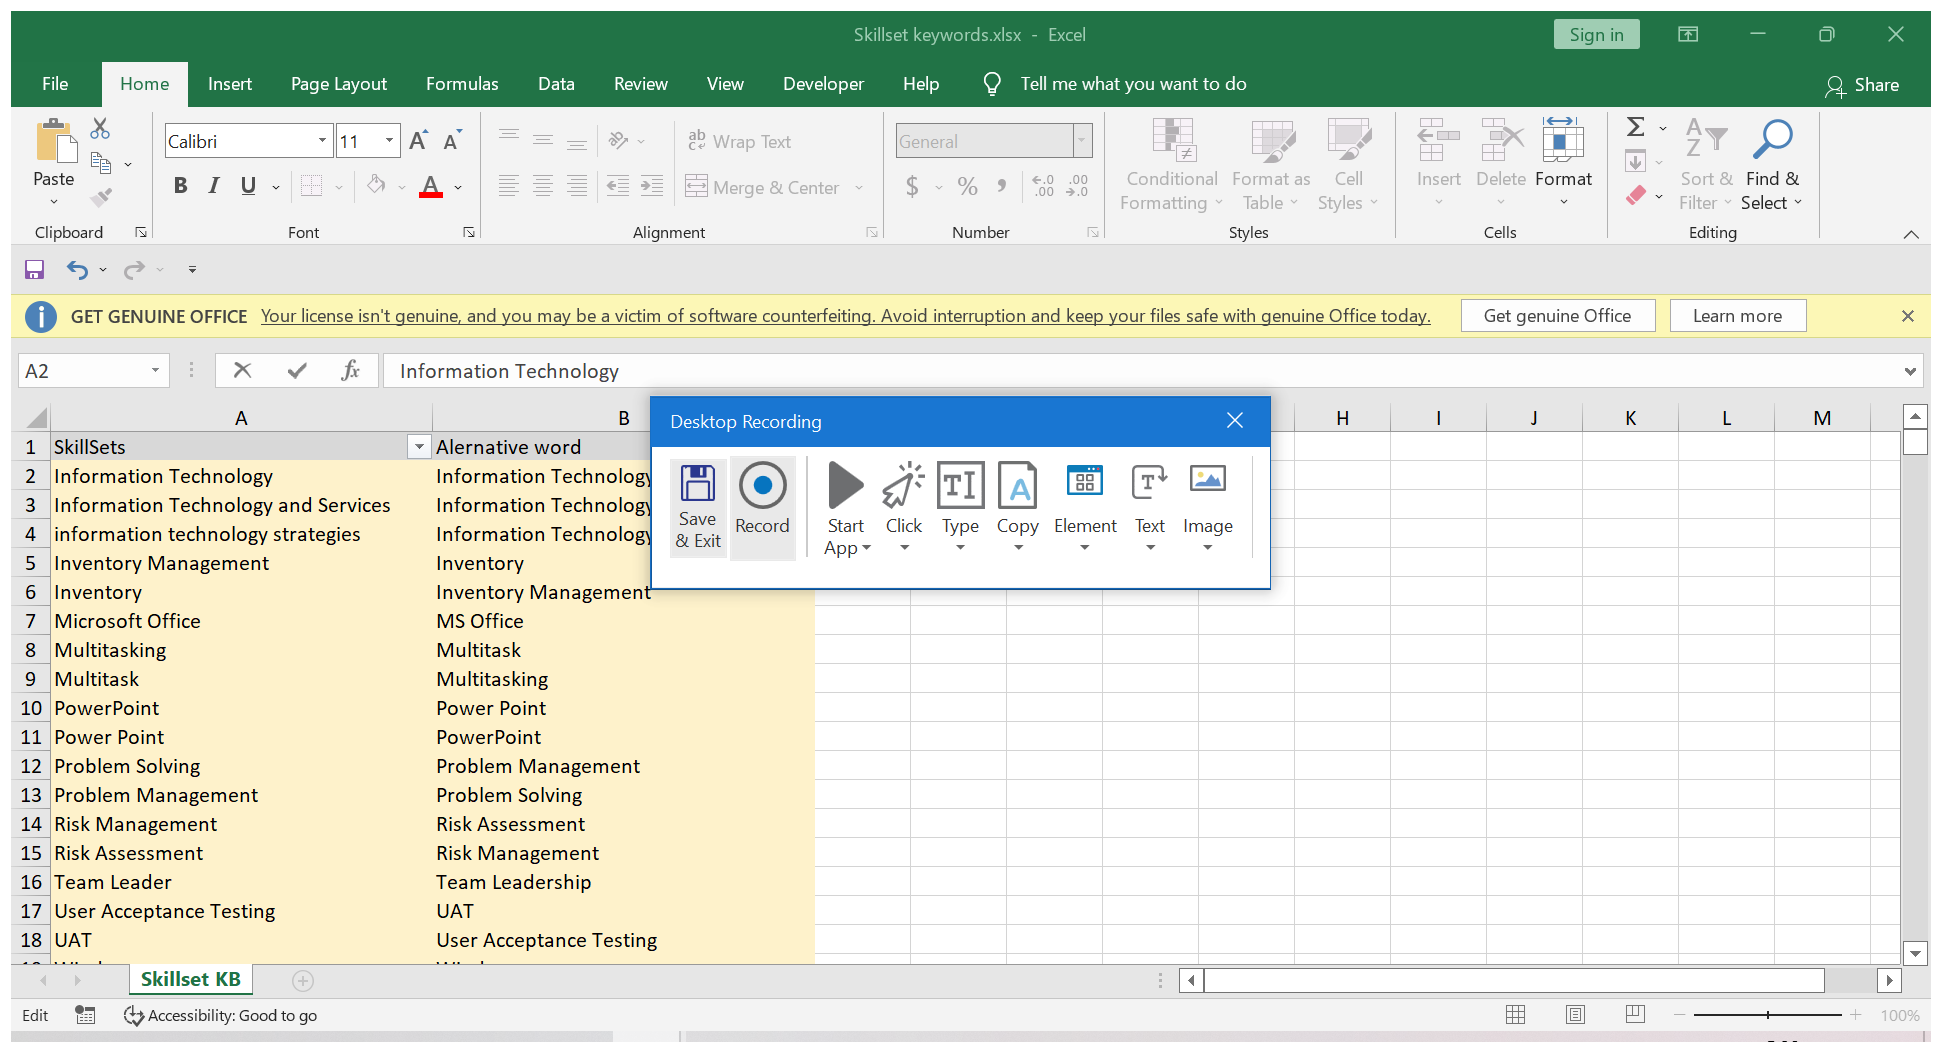 Skillset keywords.xlsx - Excel
Sign in
File Home Insert Page Layout Formulas Data Review View Developer Help Tell me what you want to do Share
Calibri 11 A A ab Wrap Text General
Paste B I U A Merge & Center $ % , .00 .00 Conditional Formatting Format as Table Cell Styles Insert Delete Format Σ Sort & Filter Find & Select
Clipboard Font Alignment Number Styles Cells Editing
GET GENUINE OFFICE Your license isn't genuine, and you may be a victim of software counterfeiting. Avoid interruption and keep your files safe with genuine Office today. Get genuine Office Learn more
A2 fx Information Technology
A B H I J K L M
Desktop Recording
Save & Exit Record Start App Click Type Copy Element Text Image
1 SkillSets Alernative word
2 Information Technology Information Technology
3 Information Technology and Services Information Technology
4 information technology strategies Information Technology
5 Inventory Management Inventory
6 Inventory Inventory Management
7 Microsoft Office MS Office
8 Multitasking Multitask
9 Multitask Multitasking
10 PowerPoint Power Point
11 Power Point PowerPoint
12 Problem Solving Problem Management
13 Problem Management Problem Solving
14 Risk Management Risk Assessment
15 Risk Assessment Risk Management
16 Team Leader Team Leadership
17 User Acceptance Testing UAT
18 UAT User Acceptance Testing
Skillset KB
Edit Accessibility: Good to go 100%